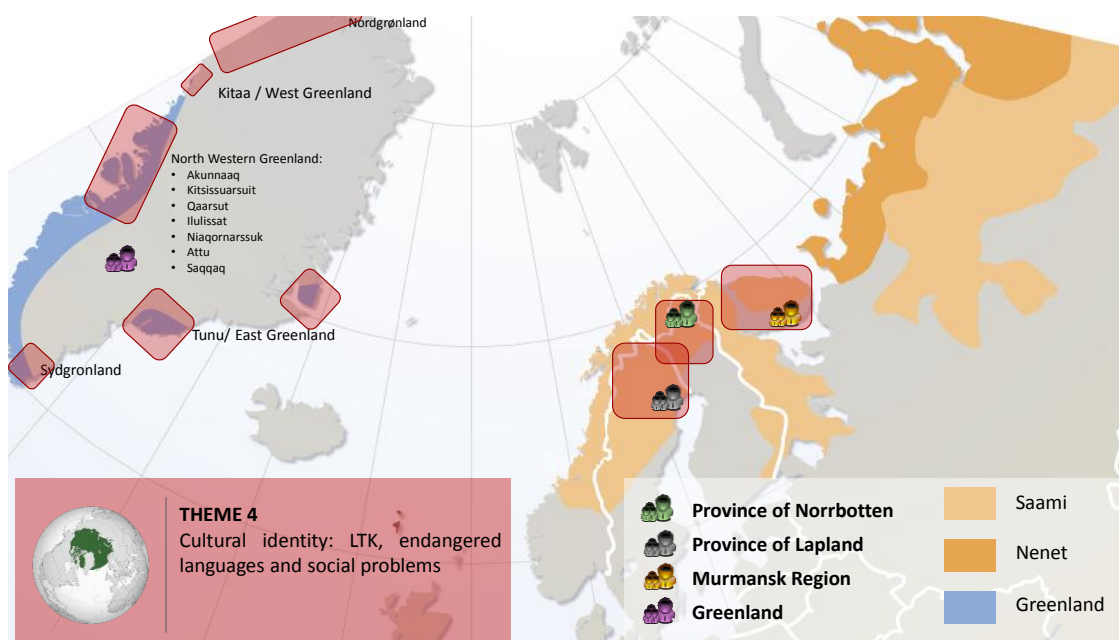 Nordgrønland
Kitaa / West Greenland
North Western Greenland:
• Akunnaaq
• Kitsissuarsuit
• Qaarsut
• Ilulissat
• Niaqornarssuk
• Attu
• Saqqaq
Tunu/ East Greenland
Sydgronland
THEME 4
Cultural identity: LTK, endangered
languages and social problems
Province of Norrbotten
Province of Lapland
Murmansk Region
Greenland
Saami
Nenet
Greenland